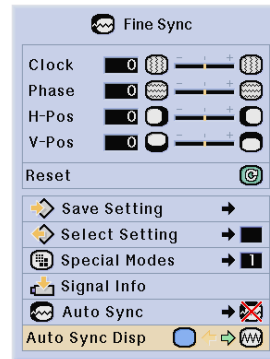 Fine Sync
Clock 0 - +
Phase 0 - +
H-Pos 0 - +
V-Pos 0 - +
Reset
Save Setting
Select Setting
Special Modes 1
Signal Info
Auto Sync
Auto Sync Disp